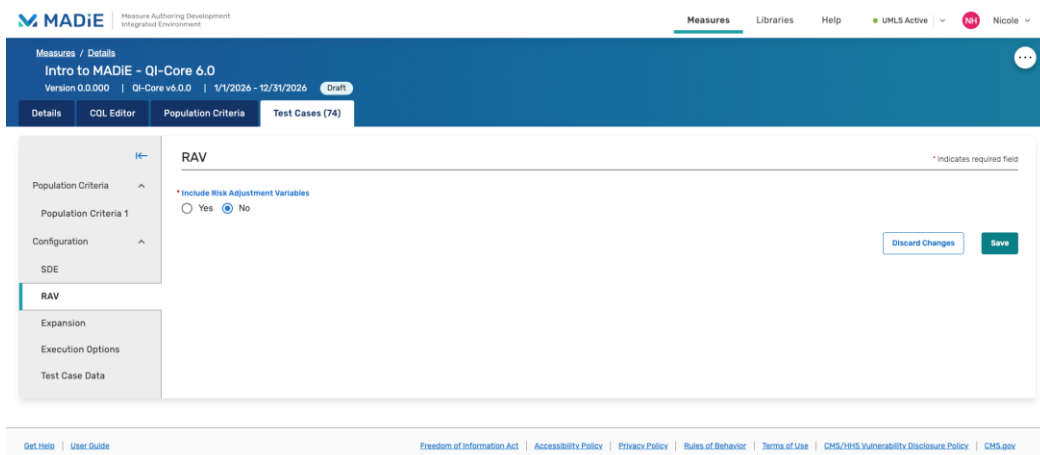 MADiE
Measure Authoring Development
Integrated Environment
Measures
Libraries
Help
UMLS Active
NH
Nicole
Measures / Details
Intro to MADiE - QI-Core 6.0
Version 0.0.000 | QI-Core v6.0.0 | 1/1/2026 - 12/31/2026 Draft
Details
CQL Editor
Population Criteria
Test Cases (74)
Population Criteria
Population Criteria 1
Configuration
SDE
RAV
Expansion
Execution Options
Test Case Data
RAV
* Indicates required field
* Include Risk Adjustment Variables
Yes
No
Discard Changes
Save
Get Help | User Guide
Freedom of Information Act | Accessibility Policy | Privacy Policy | Rules of Behavior | Terms of Use | CMS/HHS Vulnerability Disclosure Policy | CMS.gov